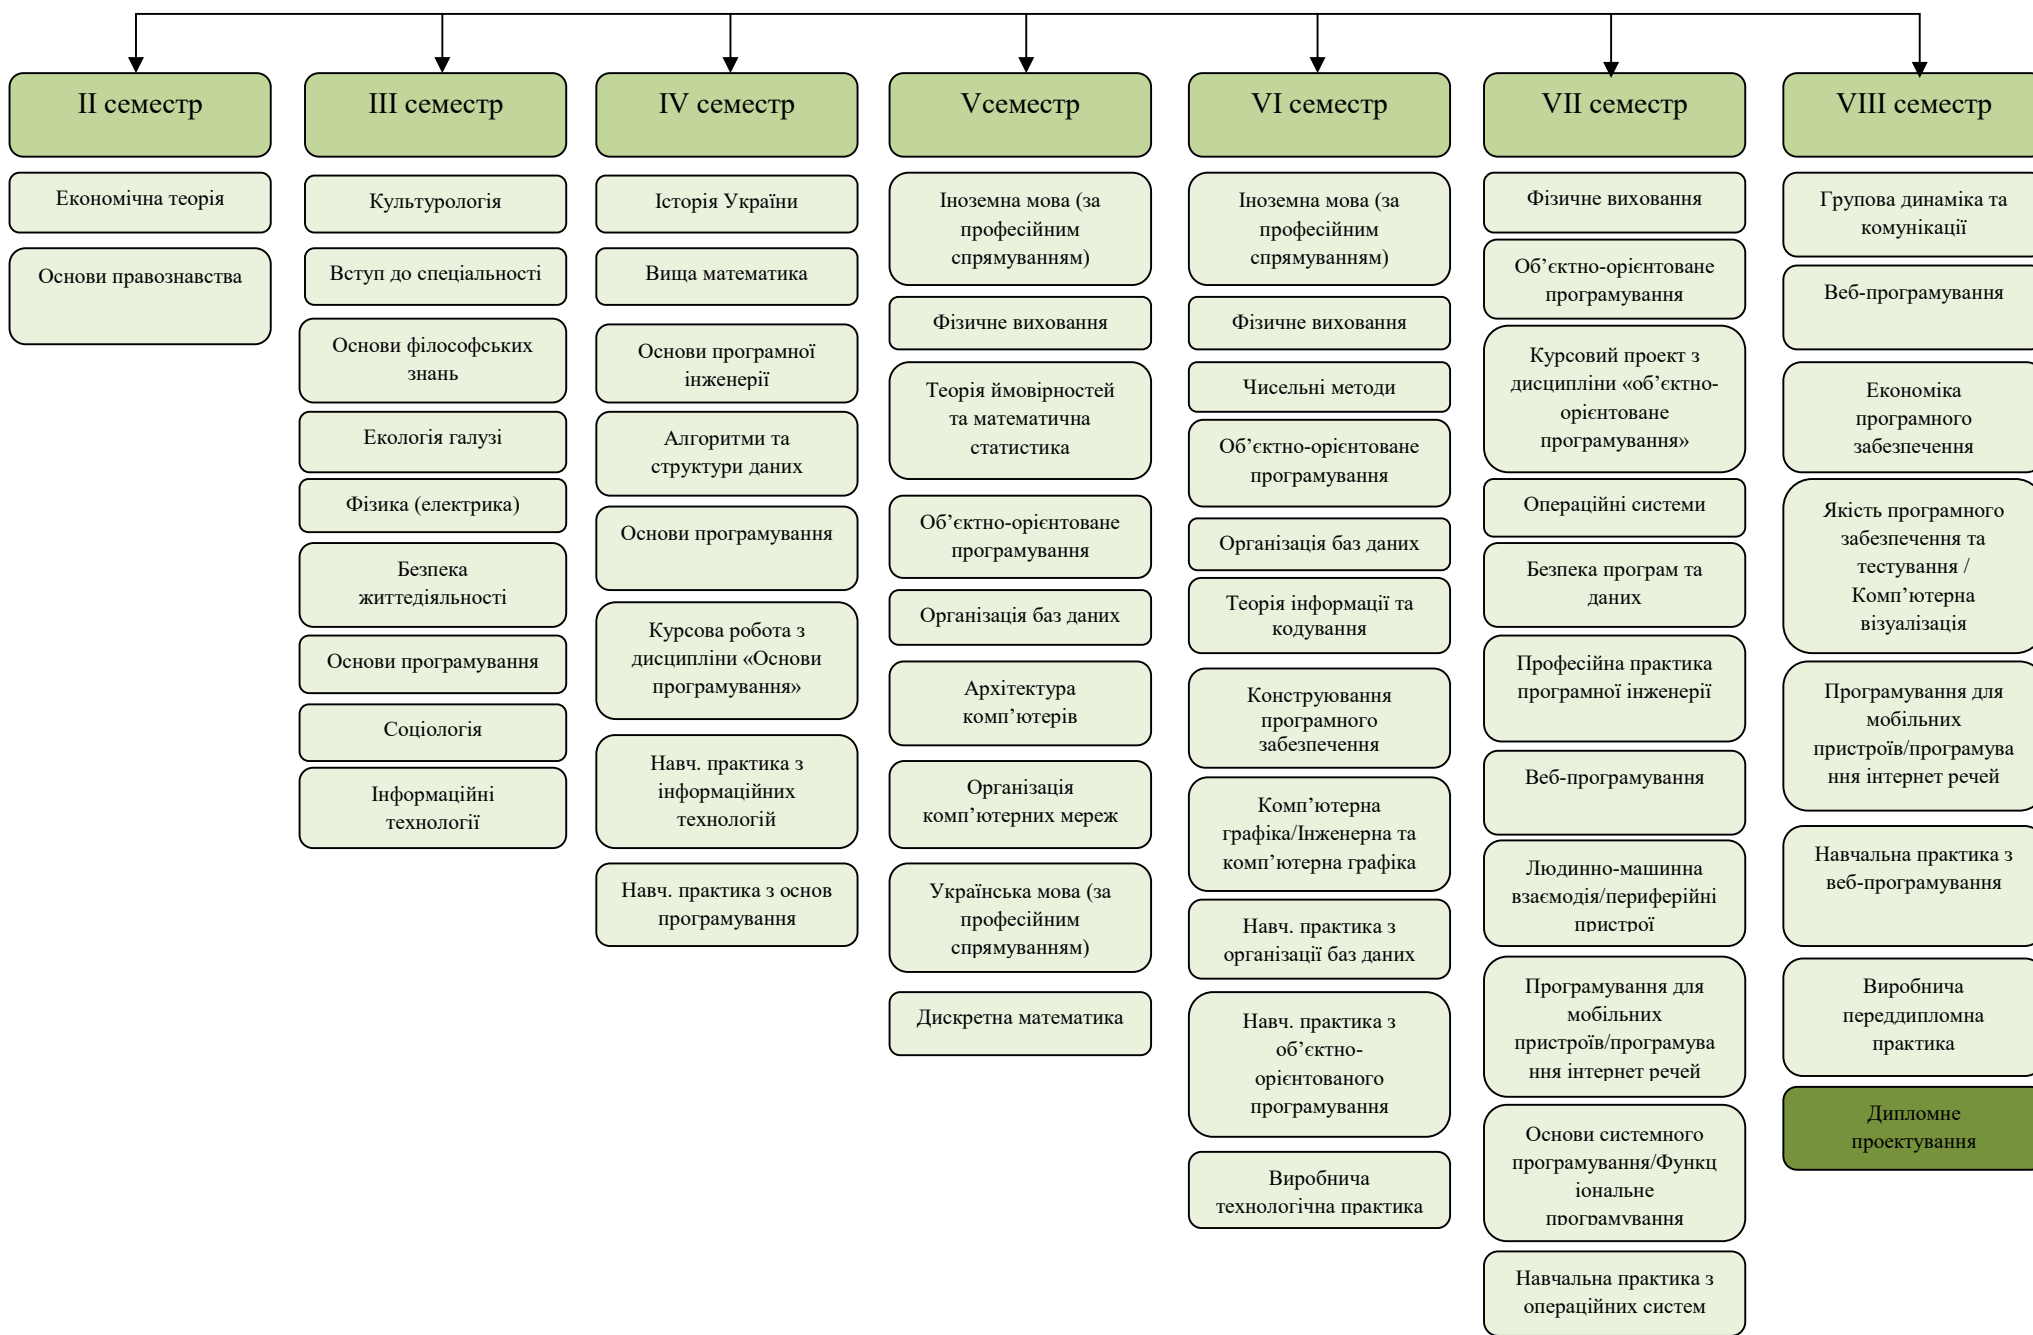 II семестр
Економічна теорія
Основи правознавства
III семестр
Культурологія
Вступ до спеціальності
Основи філософських
знань
Екологія галузі
Фізика (електрика)
Безпека
життедіяльності
Основи програмування
Соціологія
Інформаційні
технології
IV семестр
Історія України
Вища математика
Основи програмної
інженерії
Алгоритми та
структури даних
Основи програмування
Курсова робота з
дисципліни «Основи
програмування»
Навч. практика з
інформаційних
технологій
Навч. практика з основ
програмування
Vсеместр
Іноземна мова (за
професійним
спрямуванням)
Фізичне виховання
Теорія ймовірностей
та математична
статистика
Об’єктно-орієнтоване
програмування
Організація баз даних
Архітектура
комп’ютерів
Організація
комп’ютерних мереж
Українська мова (за
професійним
спрямуванням)
Дискретна математика
VI семестр
Іноземна мова (за
професійним
спрямуванням)
Фізичне виховання
Чисельні методи
Об’єктно-орієнтоване
програмування
Організація баз даних
Теорія інформації та
кодування
Конструювання
програмного
забезпечення
Комп’ютерна
графіка/Інженерна та
комп’ютерна графіка
Навч. практика з
організації баз даних
Навч. практика з
об’єктно-
орієнтованого
програмування
Виробнича
технологічна практика
VII семестр
Фізичне виховання
Об’єктно-орієнтоване
програмування
Курсовий проект з
дисципліни «об’єктно-
орієнтоване
програмування»
Операційні системи
Безпека програм та
даних
Професійна практика
програмної інженерії
Веб-програмування
Людинно-машинна
взаємодія/периферійні
пристрої
Програмування для
мобільних
пристроїв/програмува
ння інтернет речей
Основи системного
програмування/Функц
іональне
програмування
Навчальна практика з
операційних систем
VIII семестр
Групова динаміка та
комунікації
Веб-програмування
Економіка
програмного
забезпечення
Якість програмного
забезпечення та
тестування /
Комп’ютерна
візуалізація
Програмування для
мобільних
пристроїв/програмува
ння інтернет речей
Навчальна практика з
веб-програмування
Виробнича
переддипломна
практика
Дипломне
проектування